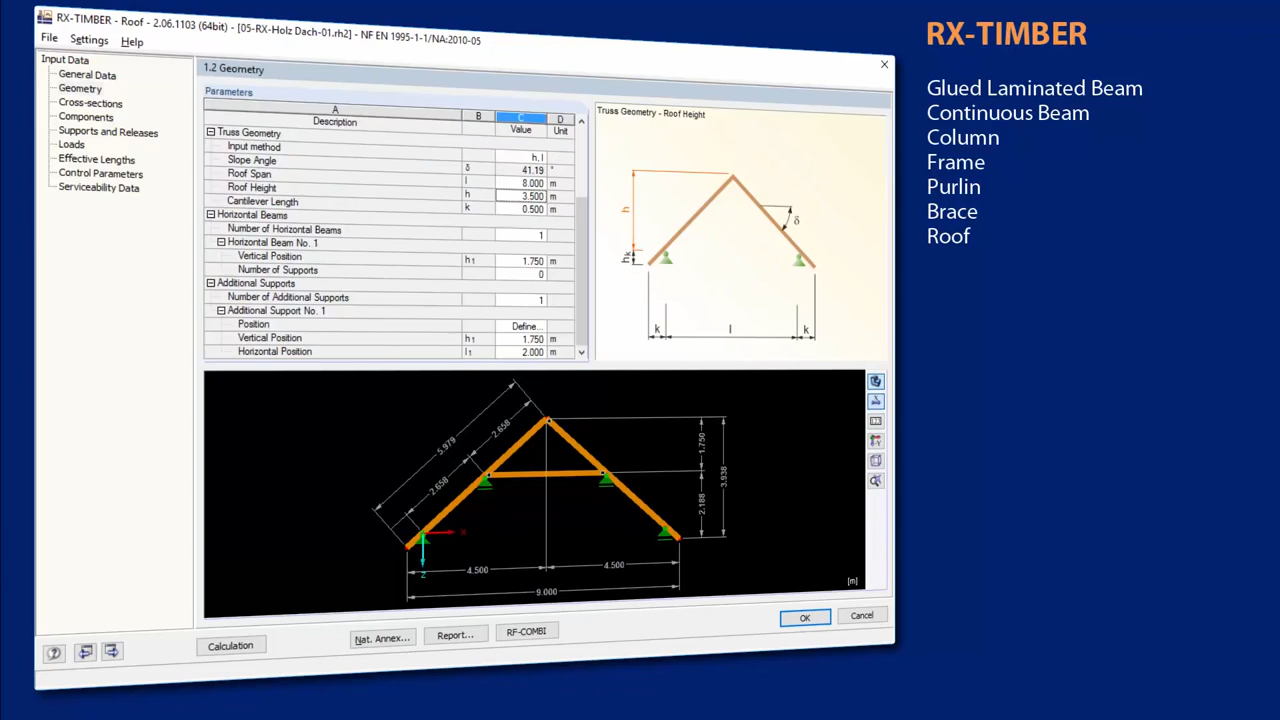 RX-TIMBER - Roof - 2.06.1103 (64bit) - [05-RX-Holz Dach-01.rh2] - NF EN 1995-1-1/NA:2010-05
File Settings Help
Input Data
General Data
Geometry
Cross-sections
Components
Supports and Releases
Loads
Effective Lengths
Control Parameters
Serviceability Data
1.2 Geometry
Parameters
A B C D
Description Value Unit
Truss Geometry
Input method h, l
Slope Angle δ 41.19 °
Roof Span l 8.000 m
Roof Height h 3.500 m
Cantilever Length k 0.500 m
Horizontal Beams
Number of Horizontal Beams 1
Horizontal Beam No. 1
Vertical Position h1 1.750 m
Number of Supports 0
Additional Supports
Number of Additional Supports 1
Additional Support No. 1
Position Define...
Vertical Position h1 1.750 m
Horizontal Position l1 2.000 m
Truss Geometry - Roof Height
h
δ
hk
k l k
5.979
2.658
2.658
1.750
3.938
2.188
X
Z
4.500 4.500
9.000
[m]
Calculation
Nat. Annex...
Report...
RF-COMBI
OK
Cancel
RX-TIMBER
Glued Laminated Beam
Continuous Beam
Column
Frame
Purlin
Brace
Roof